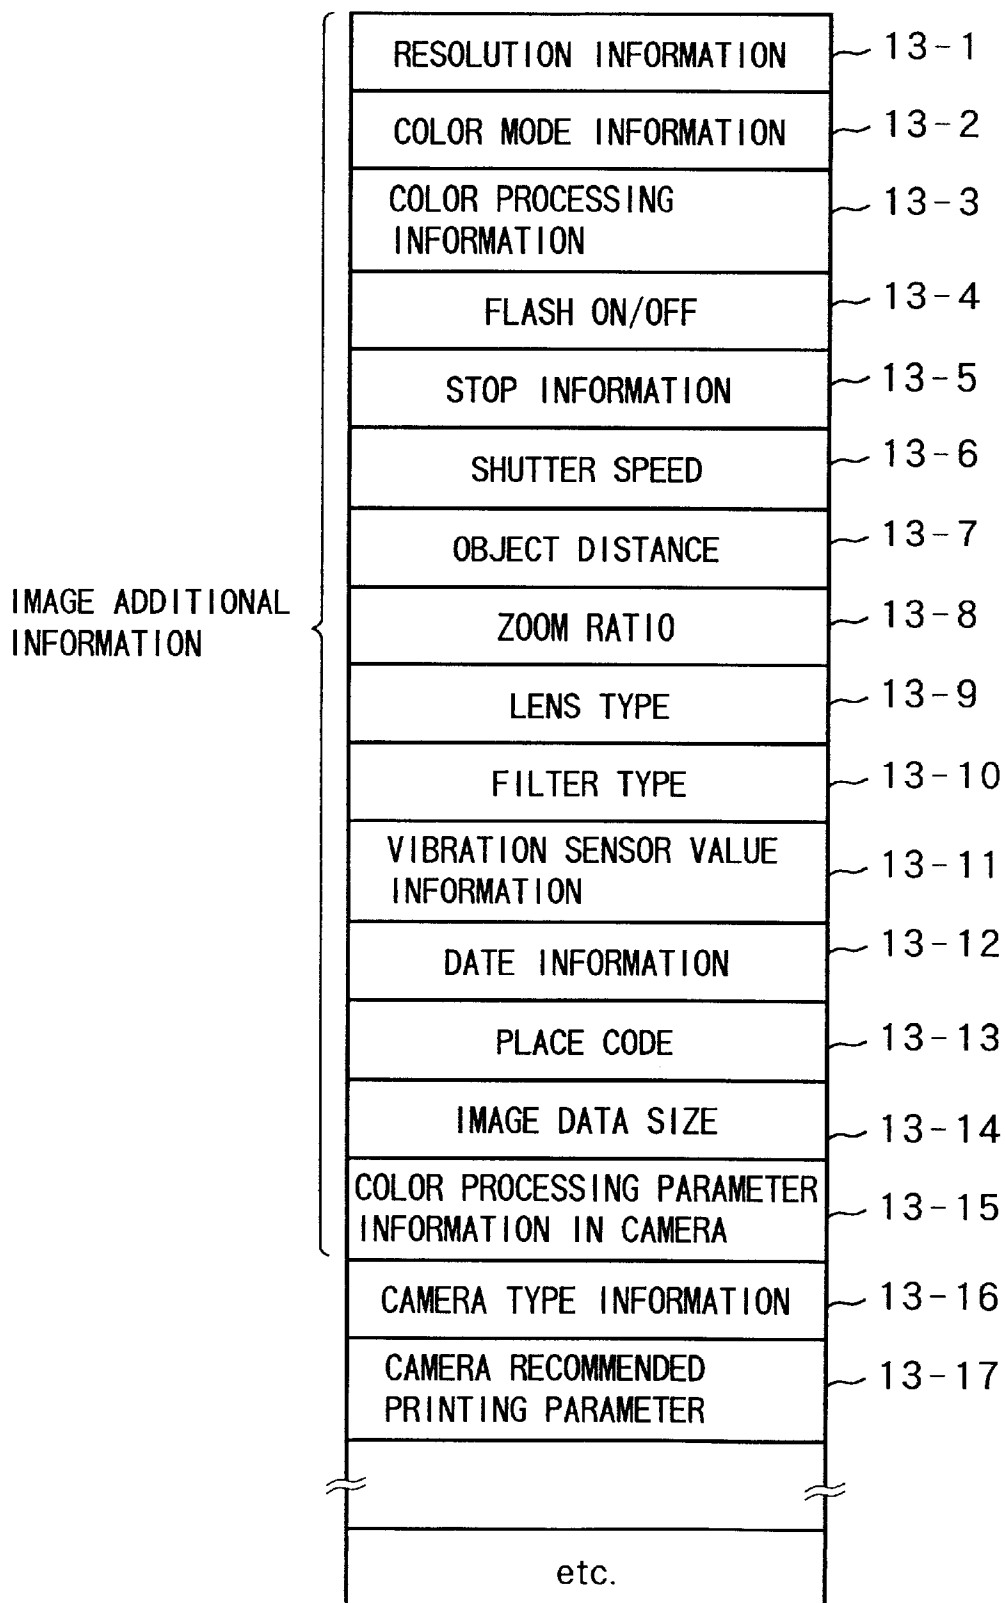 RESOLUTION INFORMATION 13-1
COLOR MODE INFORMATION 13-2
COLOR PROCESSING 13-3
INFORMATION
FLASH ON/OFF 13-4
STOP INFORMATION 13-5
SHUTTER SPEED 13-6
OBJECT DISTANCE 13-7
IMAGE ADDITIONAL
INFORMATION
ZOOM RATIO 13-8
LENS TYPE 13-9
FILTER TYPE 13-10
VIBRATION SENSOR VALUE 13-11
INFORMATION
DATE INFORMATION 13-12
PLACE CODE 13-13
IMAGE DATA SIZE 13-14
COLOR PROCESSING PARAMETER 13-15
INFORMATION IN CAMERA
CAMERA TYPE INFORMATION 13-16
CAMERA RECOMMENDED 13-17
PRINTING PARAMETER
etc.